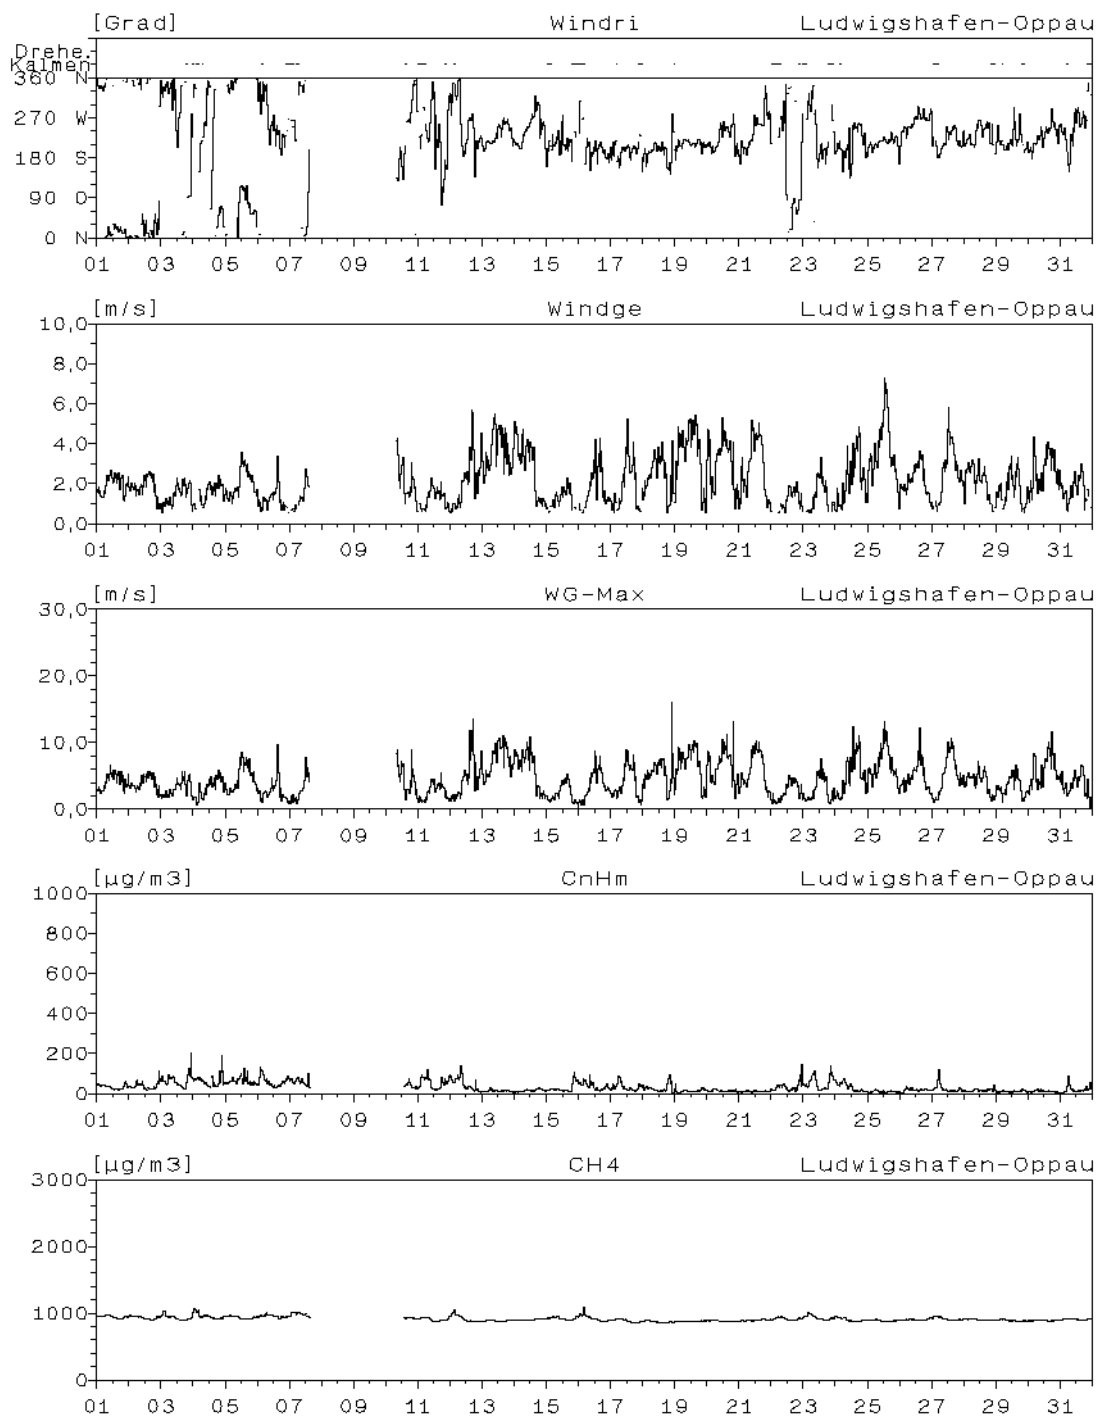 [Grad] Windri Ludwigshafen-Oppau
Drehe.
Kalmen
360 N
270 W
180 S
90 O
0 N
01 03 05 07 09 11 13 15 17 19 21 23 25 27 29 31
[m/s] Windge Ludwigshafen-Oppau
10,0
8,0
6,0
4,0
2,0
0,0
01 03 05 07 09 11 13 15 17 19 21 23 25 27 29 31
[m/s] WG-Max Ludwigshafen-Oppau
30,0
20,0
10,0
0,0
01 03 05 07 09 11 13 15 17 19 21 23 25 27 29 31
[µg/m3] CnHm Ludwigshafen-Oppau
1000
800
600
400
200
0
01 03 05 07 09 11 13 15 17 19 21 23 25 27 29 31
[µg/m3] CH4 Ludwigshafen-Oppau
3000
2000
1000
0
01 03 05 07 09 11 13 15 17 19 21 23 25 27 29 31